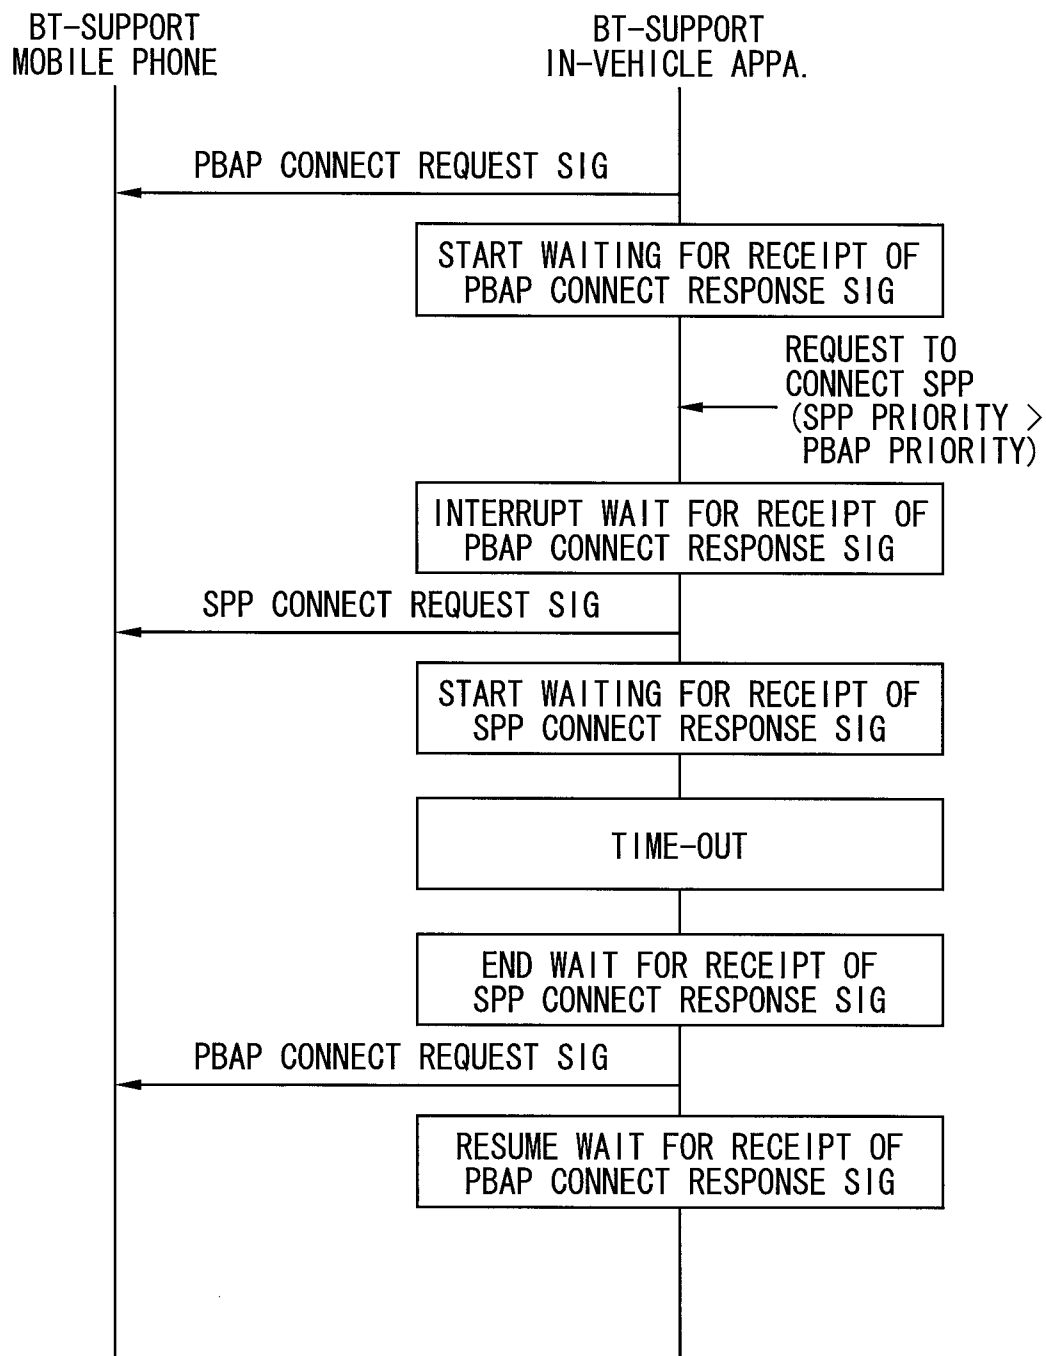 BT-SUPPORT
MOBILE PHONE
BT-SUPPORT
IN-VEHICLE APPA.
PBAP CONNECT REQUEST SIG
START WAITING FOR RECEIPT OF
PBAP CONNECT RESPONSE SIG
REQUEST TO
CONNECT SPP
(SPP PRIORITY >
PBAP PRIORITY)
INTERRUPT WAIT FOR RECEIPT OF
PBAP CONNECT RESPONSE SIG
SPP CONNECT REQUEST SIG
START WAITING FOR RECEIPT OF
SPP CONNECT RESPONSE SIG
TIME-OUT
END WAIT FOR RECEIPT OF
SPP CONNECT RESPONSE SIG
PBAP CONNECT REQUEST SIG
RESUME WAIT FOR RECEIPT OF
PBAP CONNECT RESPONSE SIG